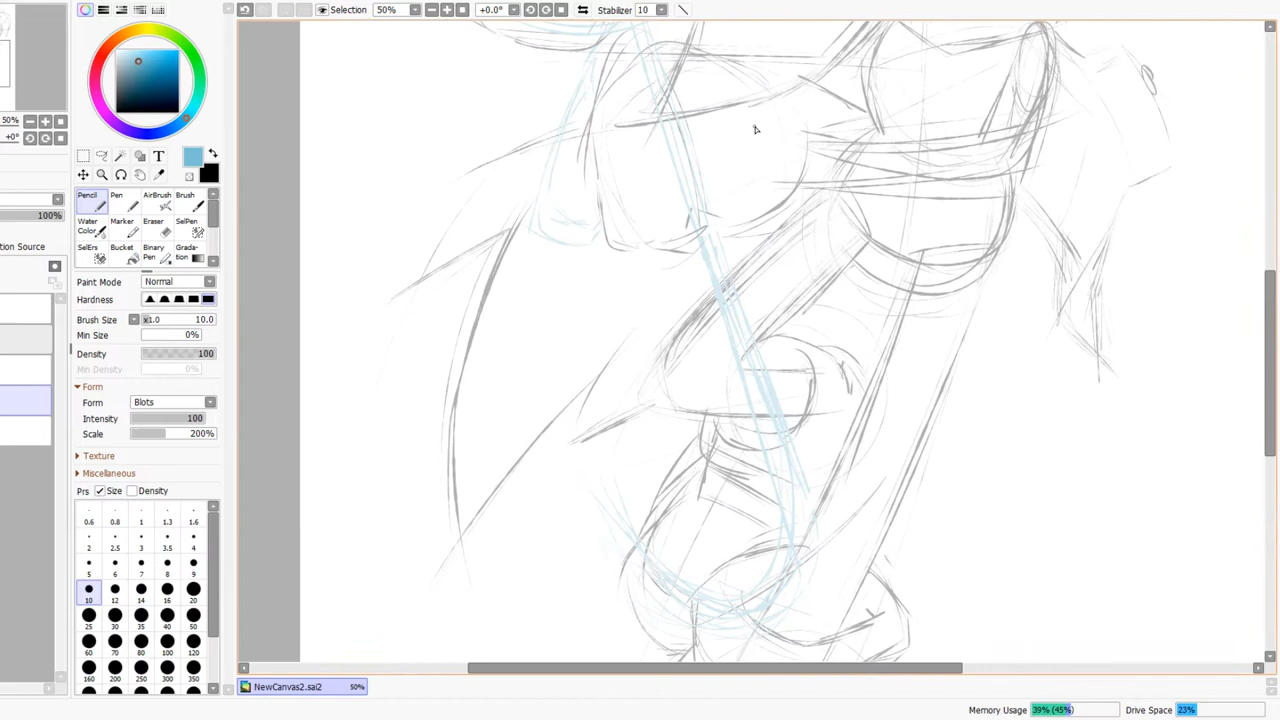 Selection 50% +0.0° Stabilizer 10
50%
+0°
T
100%
tion Source
Pencil Pen AirBrush Brush
Water Color Marker Eraser SelPen
SelErs Bucket Binary Pen Grada-tion
Paint Mode Normal
Hardness
Brush Size x1.0 10.0
Min Size 0%
Density 100
Min Density 0%
Form
Form Blots
Intensity 100
Scale 200%
Texture
Miscellaneous
Prs Size Density
0.6 0.8 1 1.3 1.6
2 2.5 3 3.5 4
5 6 7 8 9
10 12 14 16 20
25 30 35 40 50
60 70 80 100 120
160 200 250 300 350
NewCanvas2.sai2 50%
Memory Usage 39% (45%) Drive Space 23%